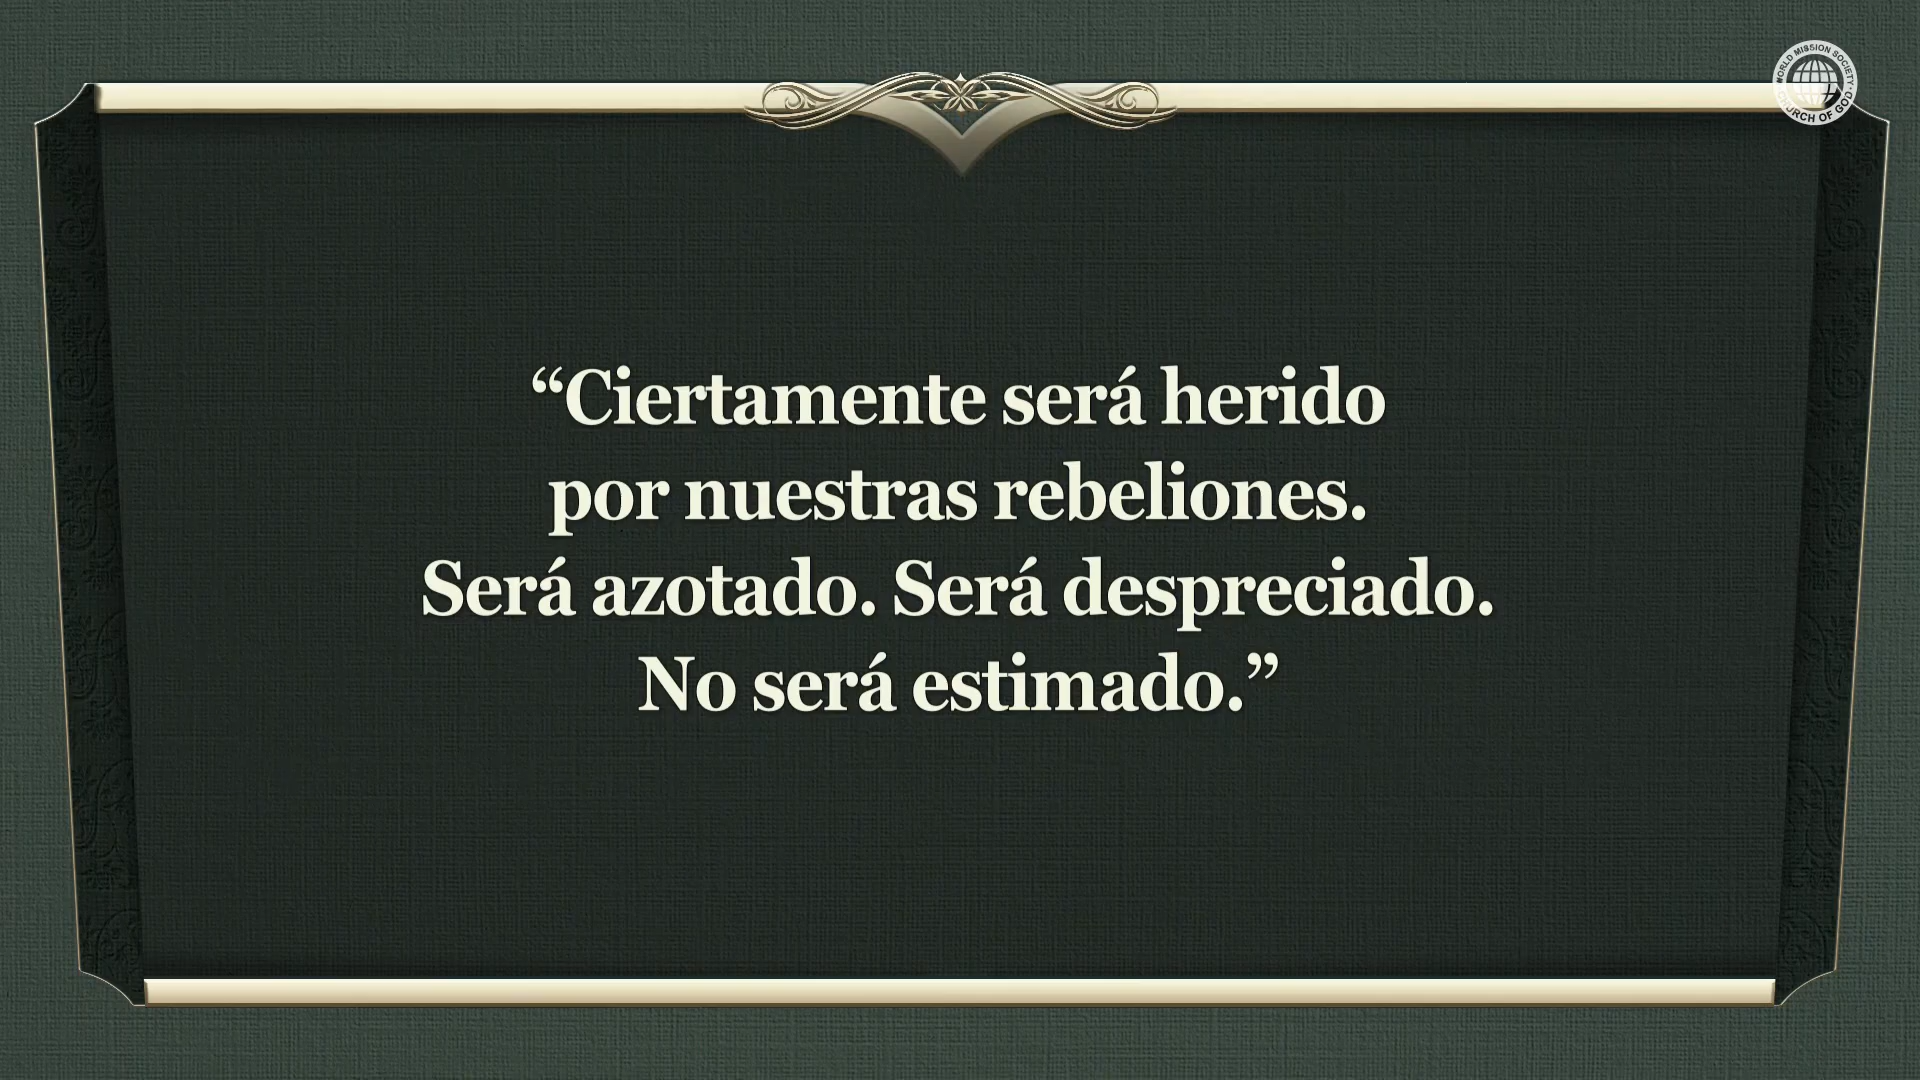 WORLD MISSION SOCIETY
CHURCH OF GOD
“Ciertamente será herido
por nuestras rebeliones.
Será azotado. Será despreciado.
No será estimado.”